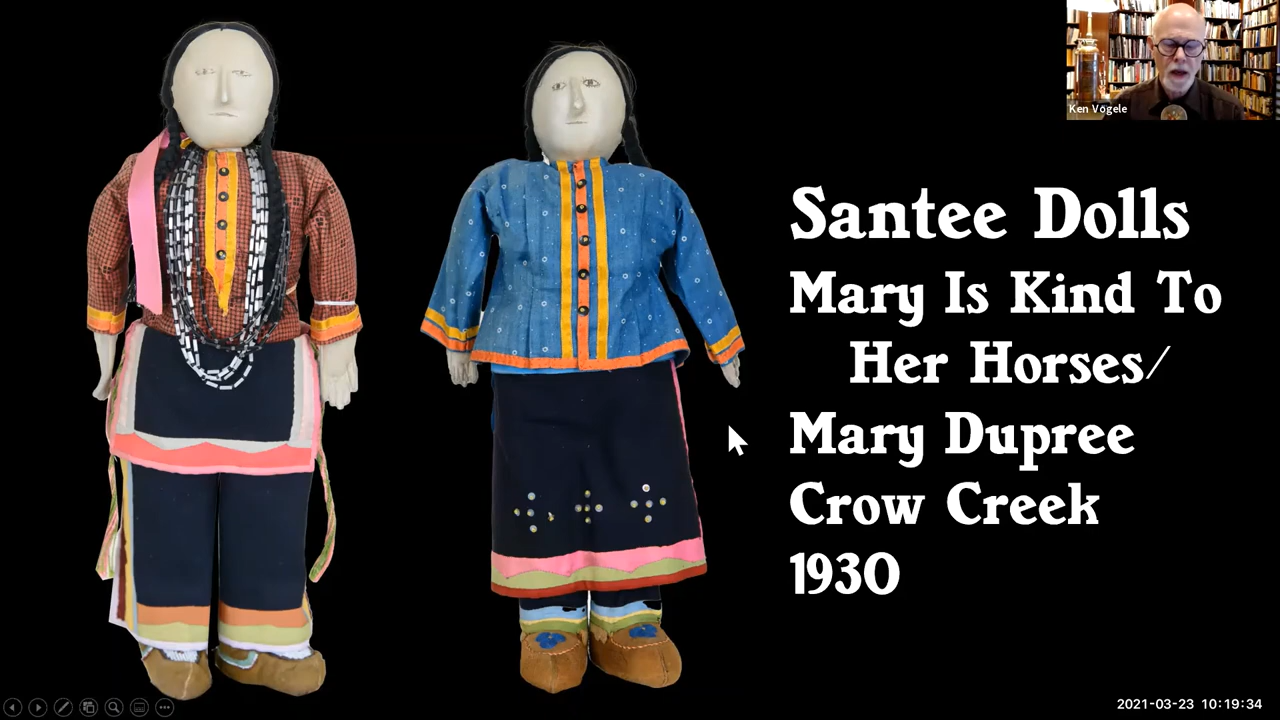 Ken Vogele
Santee Dolls
Mary Is Kind To
Her Horses/
Mary Dupree
Crow Creek
1930
2021-03-23 10:19:34